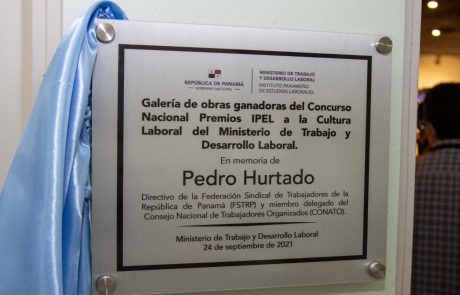 REPÚBLICA DE PANAMÁ
— GOBIERNO NACIONAL —
MINISTERIO DE TRABAJO Y
DESARROLLO LABORAL
INSTITUTO PANAMEÑO
DE ESTUDIOS LABORALES
Galería de obras ganadoras del Concurso
Nacional Premios IPEL a la Cultura
Laboral del Ministerio de Trabajo y
Desarrollo Laboral.
En memoria de
Pedro Hurtado
Directivo de la Federación Sindical de Trabajadores de la
República de Panamá (FSTRP) y miembro delegado del
Consejo Nacional de Trabajadores Organizados (CONATO).
Ministerio de Trabajo y Desarrollo Laboral
24 de septiembre de 2021